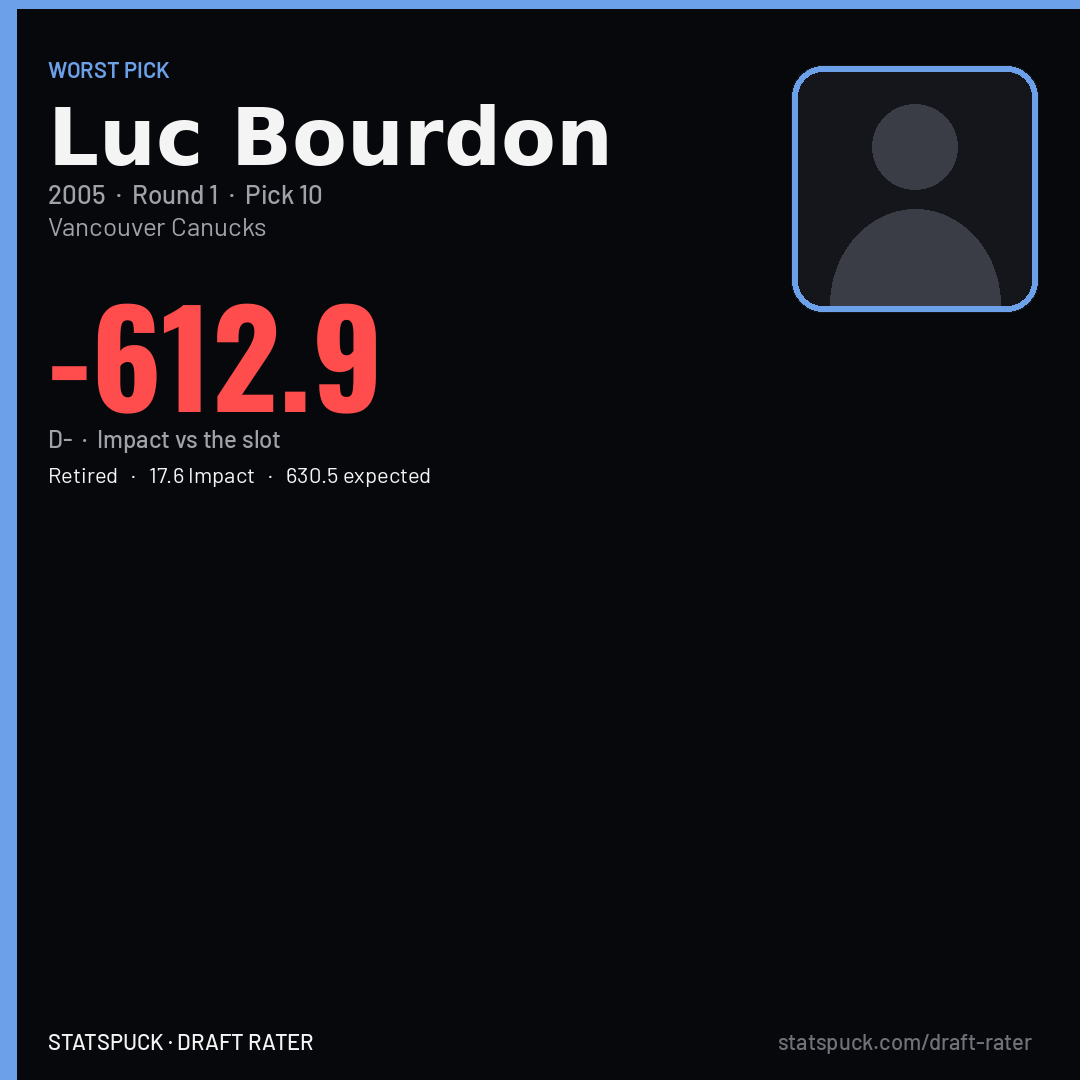 WORST PICK
Luc Bourdon
2005 · Round 1 · Pick 10
Vancouver Canucks
-612.9
D- · Impact vs the slot
Retired · 17.6 Impact · 630.5 expected
STATSPUCK · DRAFT RATER
statspuck.com/draft-rater